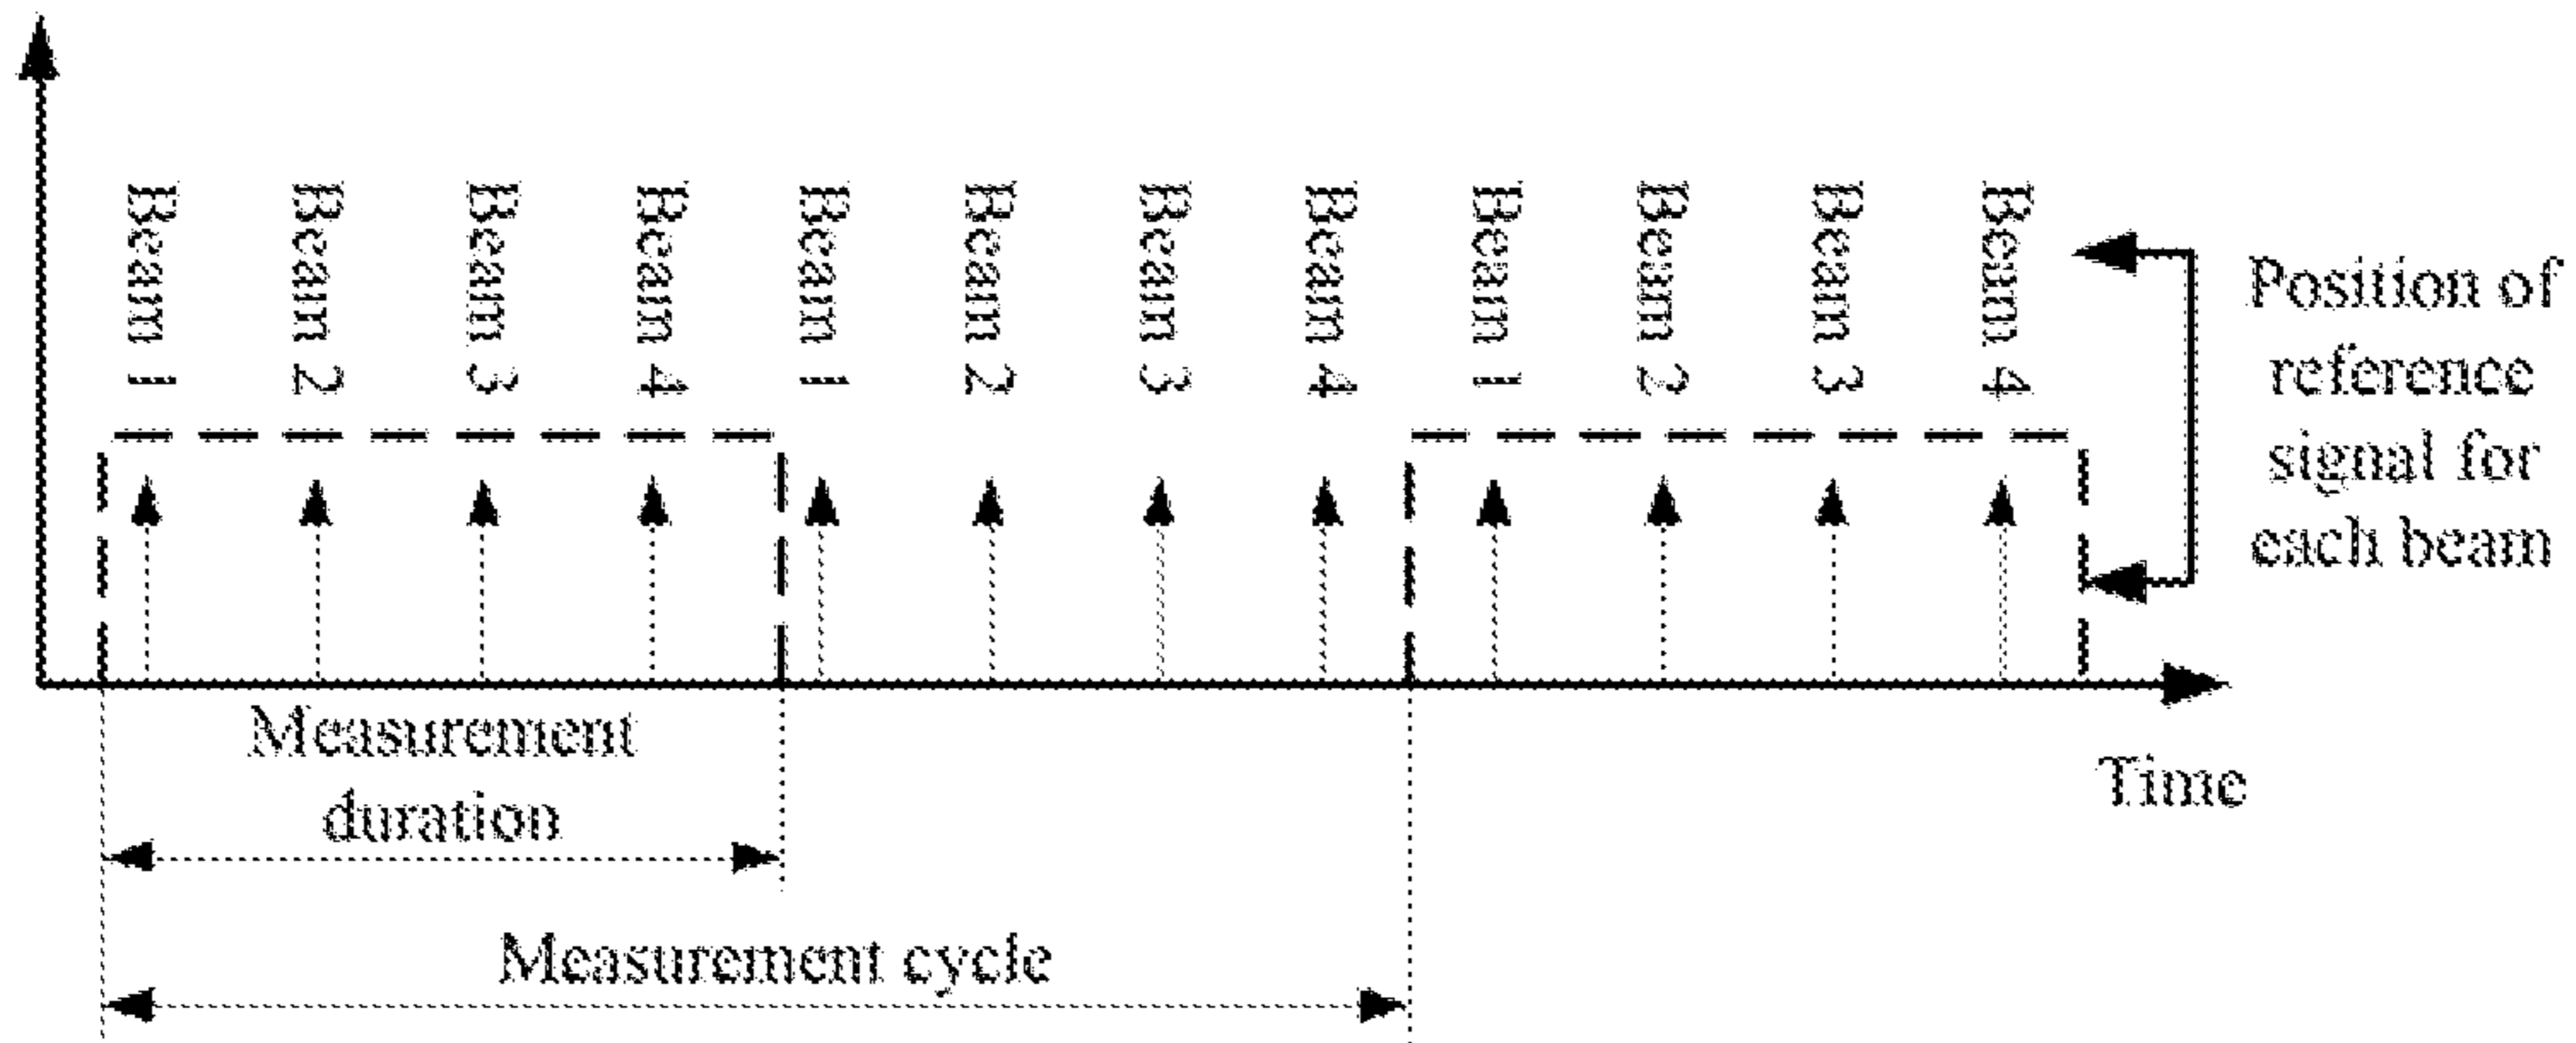 Beam 1
Beam 2
Beam 3
Beam 4
Beam 1
Beam 2
Beam 3
Beam 4
Beam 1
Beam 2
Beam 3
Beam 4
Position of
reference
signal for
each beam
Measurement
duration
Time
Measurement cycle